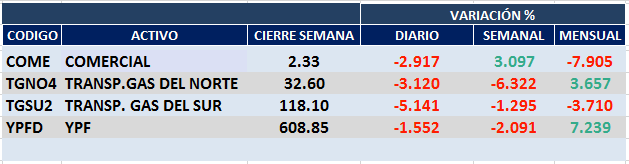 VARIACIÓN %
CODIGO ACTIVO CIERRE SEMANA DIARIO SEMANAL MENSUAL
COME COMERCIAL 2.33 -2.917 3.097 -7.905
TGNO4 TRANSP.GAS DEL NORTE 32.60 -3.120 -6.322 3.657
TGSU2 TRANSP. GAS DEL SUR 118.10 -5.141 -1.295 -3.710
YPFD YPF 608.85 -1.552 -2.091 7.239